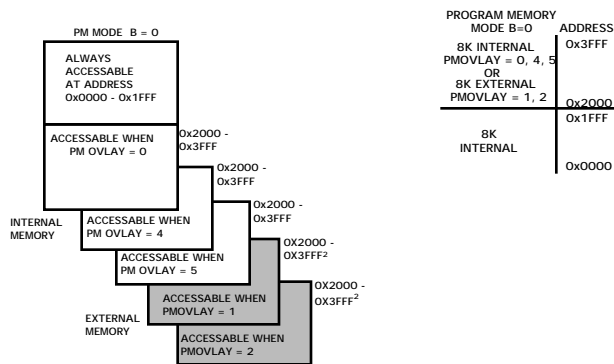 PM MODE B = 0
ALWAYS
ACCESSABLE
AT ADDRESS
0x0000 - 0x1FFF
ACCESSABLE WHEN
PM OVLAY = 0
0x2000 -
0x3FFF
0x2000 -
0x3FFF
INTERNAL
MEMORY
ACCESSABLE WHEN
PM OVLAY = 4
0x2000 -
0x3FFF
ACCESSABLE WHEN
PM OVLAY = 5
0X2000 -
0X3FFF²
EXTERNAL
MEMORY
ACCESSABLE WHEN
PMOVLAY = 1
0X2000 -
0X3FFF²
ACCESSABLE WHEN
PMOVLAY = 2
PROGRAM MEMORY
MODE B=0
ADDRESS
8K INTERNAL
PMOVLAY = 0, 4, 5
OR
8K EXTERNAL
PMOVLAY = 1, 2
0x3FFF
0x2000
0x1FFF
8K
INTERNAL
0x0000